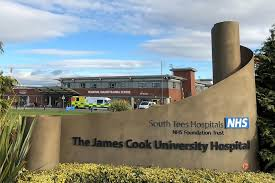 South Tees Hospitals NHS
NHS Foundation Trust
The James Cook University Hospital